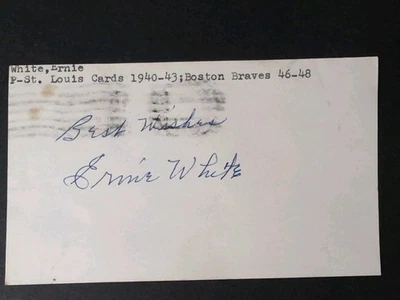 White,Ernie
P-St. Louis Cards 1940-43;Boston Braves 46-48
Best Wishes
Ernie White